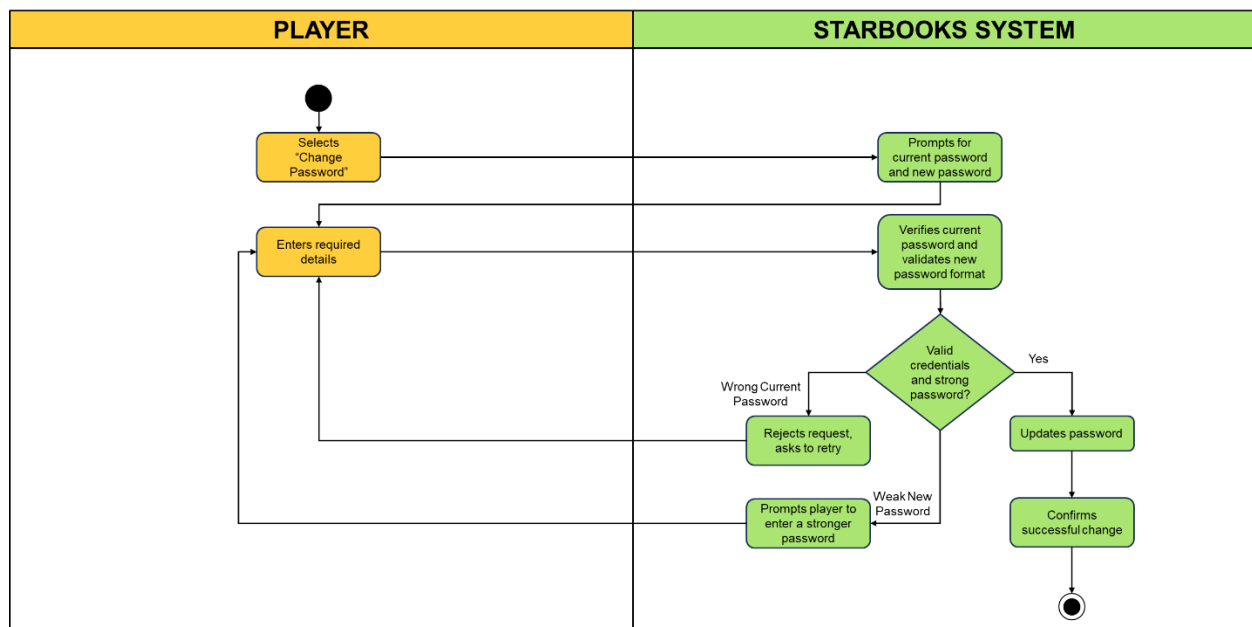 PLAYER
STARBOOKS SYSTEM
Selects
“Change
Password”
Prompts for
current password
and new password
Enters required
details
Verifies current
password and
validates new
password format
Valid
credentials
and strong
password?
Yes
Wrong Current
Password
Rejects request,
asks to retry
Updates password
Weak New
Password
Prompts player to
enter a stronger
password
Confirms
successful change